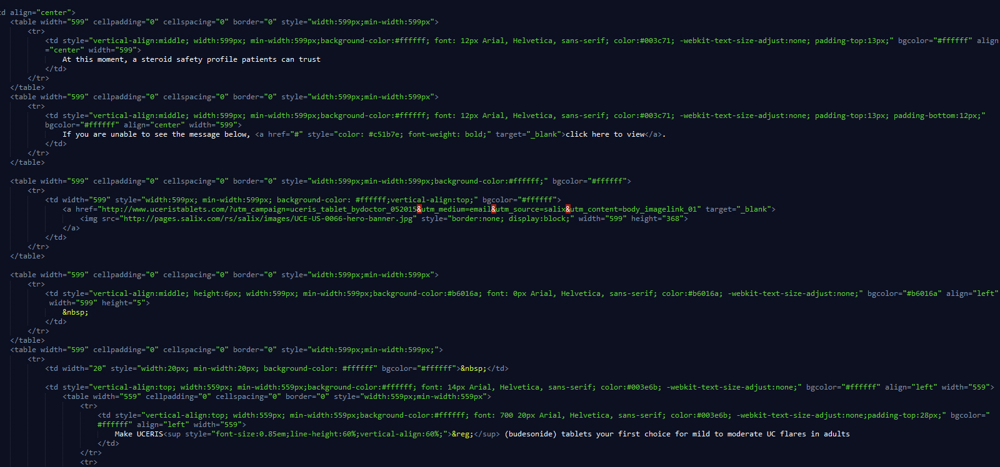 td align="center">
<table width="599" cellpadding="0" cellspacing="0" border="0" style="width:599px;min-width:599px">
<tr>
<td style="vertical-align:middle; width:599px; min-width:599px;background-color:#ffffff; font: 12px Arial, Helvetica, sans-serif; color:#003c71; -webkit-text-size-adjust:none; padding-top:13px;" bgcolor="#ffffff" align
="center" width="599">
At this moment, a steroid safety profile patients can trust
</td>
</tr>
</table>
<table width="599" cellpadding="0" cellspacing="0" border="0" style="width:599px;min-width:599px">
<tr>
<td style="vertical-align:middle; width:599px; min-width:599px;background-color:#ffffff; font: 12px Arial, Helvetica, sans-serif; color:#003c71; -webkit-text-size-adjust:none; padding-top:13px; padding-bottom:12px;"
bgcolor="#ffffff" align="center" width="599">
If you are unable to see the message below, <a href="#" style="color: #c51b7e; font-weight: bold;" target="_blank">click here to view</a>.
</td>
</tr>
</table>
<table width="599" cellpadding="0" cellspacing="0" border="0" style="width:599px;min-width:599px;background-color:#ffffff;" bgcolor="#ffffff">
<tr>
<td width="599" style="width:599px; min-width:599px; background-color: #ffffff;vertical-align:top;" bgcolor="#ffffff">
<a href="http://www.uceristablets.com/?utm_campaign=uceris_tablet_bydoctor_052015&utm_medium=email&utm_source=salix&utm_content=body_imagelink_01" target="_blank">
<img src="http://pages.salix.com/rs/salix/images/UCE-US-0066-hero-banner.jpg" style="border:none; display:block;" width="599" height="368">
</a>
</td>
</tr>
</table>
<table width="599" cellpadding="0" cellspacing="0" border="0" style="width:599px;min-width:599px">
<tr>
<td style="vertical-align:middle; height:6px; width:599px; min-width:599px;background-color:#b6016a; font: 0px Arial, Helvetica, sans-serif; color:#b6016a; -webkit-text-size-adjust:none;" bgcolor="#b6016a" align="left"
width="599" height="5">
&nbsp;
</td>
</tr>
</table>
<table width="599" cellpadding="0" cellspacing="0" border="0" style="width:599px;min-width:599px;">
<tr>
<td width="20" style="width:20px; min-width:20px; background-color: #ffffff" bgcolor="#ffffff">&nbsp;</td>
<td style="vertical-align:top; width:559px; min-width:559px;background-color:#ffffff; font: 14px Arial, Helvetica, sans-serif; color:#003e6b; -webkit-text-size-adjust:none;" bgcolor="#ffffff" align="left" width="559">
<table width="559" cellpadding="0" cellspacing="0" border="0" style="width:559px;min-width:559px">
<tr>
<td style="vertical-align:top; width:559px; min-width:559px;background-color:#ffffff; font: 700 20px Arial, Helvetica, sans-serif; color:#003e6b; -webkit-text-size-adjust:none;padding-top:28px;" bgcolor="
#ffffff" align="left" width="559">
Make UCERIS<sup style="font-size:0.85em;line-height:60%;vertical-align:60%;">&reg;</sup> (budesonide) tablets your first choice for mild to moderate UC flares in adults
</td>
</tr>
<tr>